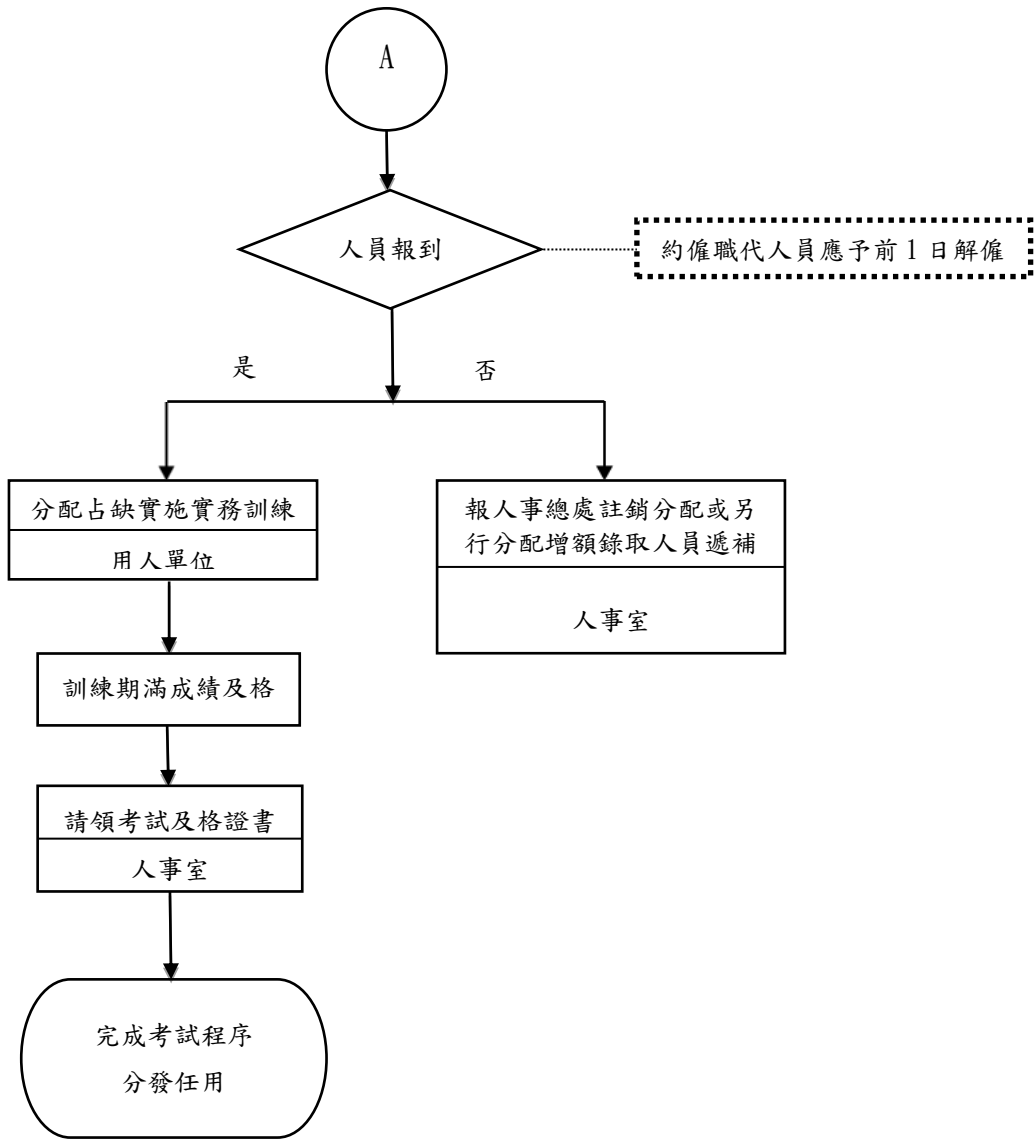 A
人員報到
約僱職代人員應予前1日解僱
是
否
分配占缺實施實務訓練
用人單位
報人事總處註銷分配或另
行分配增額錄取人員遞補
人事室
訓練期滿成績及格
請領考試及格證書
人事室
完成考試程序
分發任用